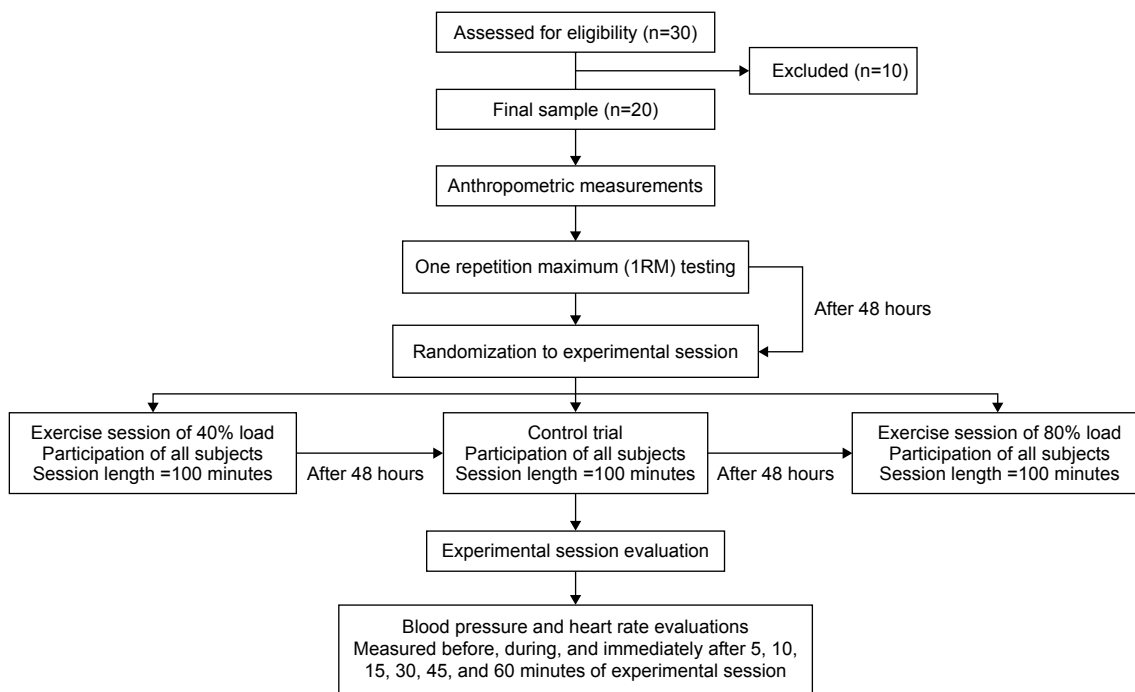 Assessed for eligibility (n=30)
Excluded (n=10)
Final sample (n=20)
Anthropometric measurements
One repetition maximum (1RM) testing
After 48 hours
Randomization to experimental session
Exercise session of 40% load
Participation of all subjects
Session length =100 minutes
After 48 hours
Control trial
Participation of all subjects
Session length =100 minutes
After 48 hours
Exercise session of 80% load
Participation of all subjects
Session length =100 minutes
Experimental session evaluation
Blood pressure and heart rate evaluations
Measured before, during, and immediately after 5, 10,
15, 30, 45, and 60 minutes of experimental session